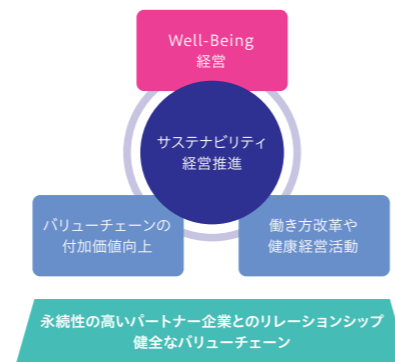 Well-Being
経営
サステナビリティ
経営推進
バリューチェーンの
付加価値向上
働き方改革や
健康経営活動
永続性の高いパートナー企業とのリレーションシップ
健全なバリューチェーン